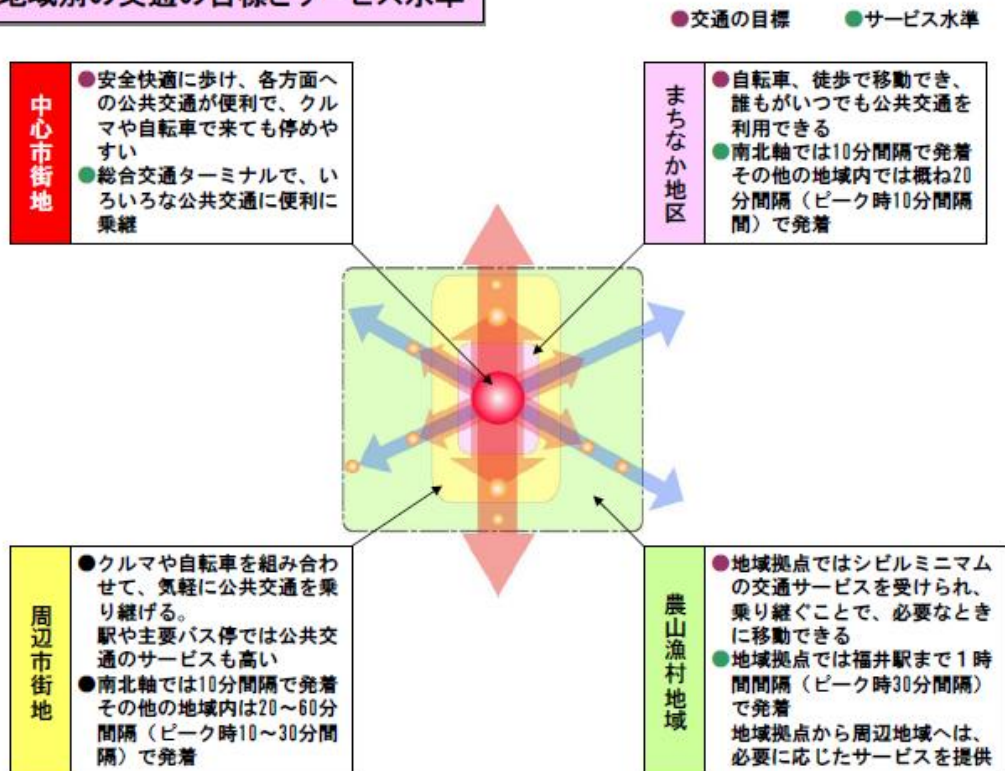 地域別の交通の目標とサービス水準
●交通の目標 ●サービス水準
中心市街地
●安全快適に歩け、各方面へ
の公共交通が便利で、クル
マや自転車で来ても停めや
すい
●総合交通ターミナルで、い
ろいろな公共交通に便利に
乗継
まちなか地区
●自転車、徒歩で移動でき、
誰もがいつでも公共交通を
利用できる
●南北軸では10分間隔で発着
その他の地域内では概ね20
分間隔（ピーク時10分間隔
間）で発着
周辺市街地
●クルマや自転車を組み合わ
せて、気軽に公共交通を乗
り継げる。
駅や主要バス停では公共交
通のサービスも高い
●南北軸では10分間隔で発着
その他の地域内は20～60分
間隔（ピーク時10～30分間
隔）で発着
農山漁村地域
●地域拠点ではシビルミニマム
の交通サービスを受けられ、
乗り継ぐことで、必要なとき
に移動できる
●地域拠点では福井駅まで１時
間間隔（ピーク時30分間隔）
で発着
地域拠点から周辺地域へは、
必要に応じたサービスを提供